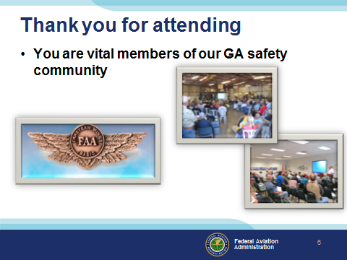 Thank you for attending
• You are vital members of our GA safety
community
FAA
Federal Aviation
Administration
6